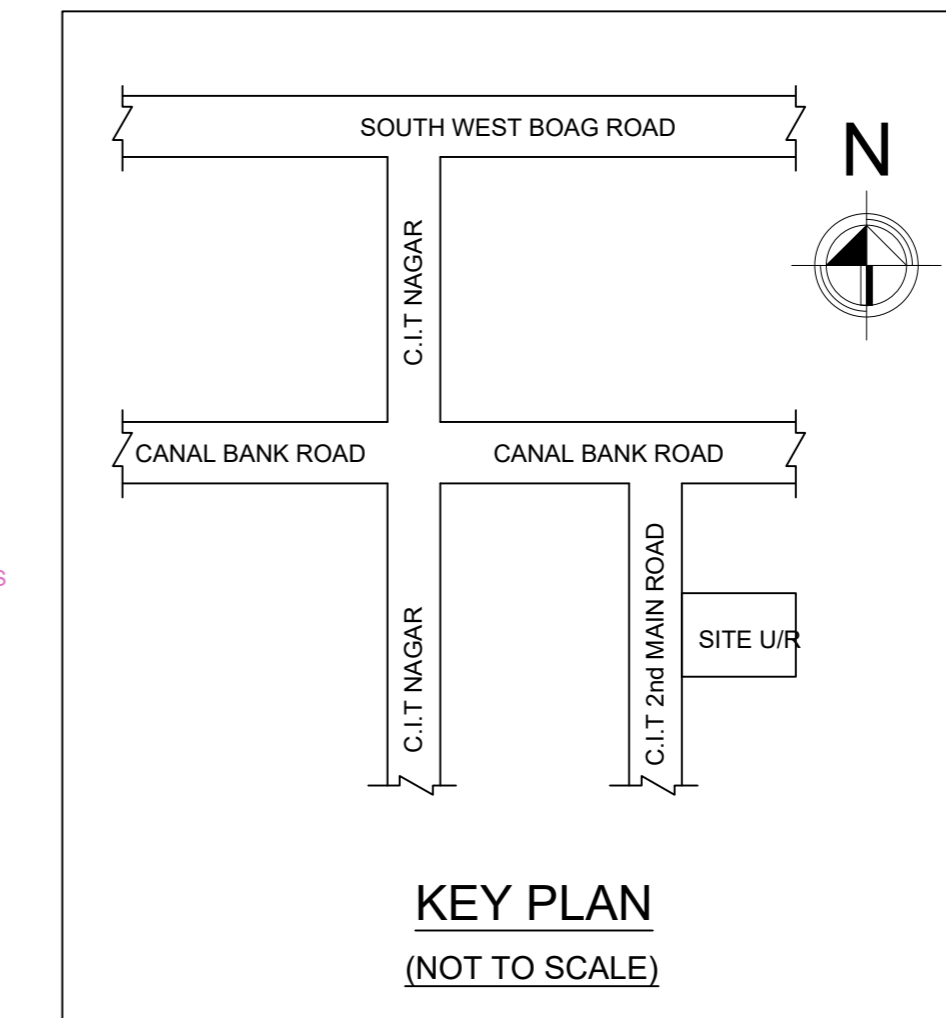 SOUTH WEST BOAG ROAD
N
C.I.T NAGAR
CANAL BANK ROAD
CANAL BANK ROAD
C.I.T NAGAR
C.I.T 2nd MAIN ROAD
SITE U/R
KEY PLAN
(NOT TO SCALE)